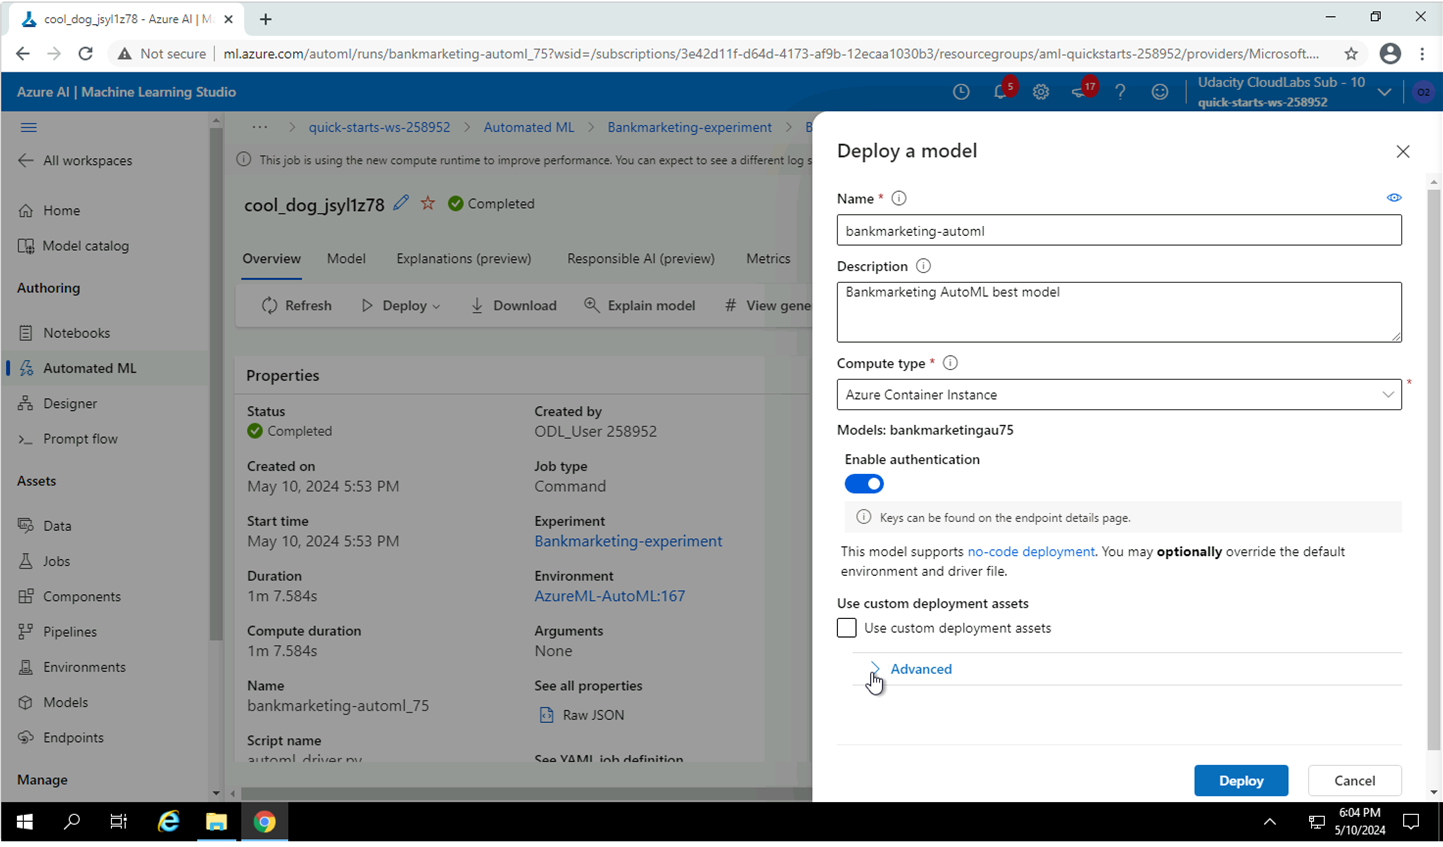 cool_dog_jsyl1z78 - Azure AI | Ma
Not secure
ml.azure.com/automl/runs/bankmarketing-automl_75?wsid=/subscriptions/3e42d11f-d64d-4173-af9b-12ecaa1030b3/resourcegroups/aml-quickstarts-258952/providers/Microsoft....
Azure AI | Machine Learning Studio
5
17
Udacity CloudLabs Sub - 10
quick-starts-ws-258952
O2
All workspaces
Home
Model catalog
Authoring
Notebooks
Automated ML
Designer
Prompt flow
Assets
Data
Jobs
Components
Pipelines
Environments
Models
Endpoints
Manage
... > quick-starts-ws-258952 > Automated ML > Bankmarketing-experiment > B
This job is using the new compute runtime to improve performance. You can expect to see a different log s
cool_dog_jsyl1z78
Completed
Overview
Model
Explanations (preview)
Responsible AI (preview)
Metrics
Refresh
Deploy
Download
Explain model
View gene
Properties
Status
Completed
Created on
May 10, 2024 5:53 PM
Start time
May 10, 2024 5:53 PM
Duration
1m 7.584s
Compute duration
1m 7.584s
Name
bankmarketing-automl_75
Script name
automl_driver.py
Created by
ODL_User 258952
Job type
Command
Experiment
Bankmarketing-experiment
Environment
AzureML-AutoML:167
Arguments
None
See all properties
Raw JSON
See YAML job definition
Deploy a model
Name *
bankmarketing-automl
Description
Bankmarketing AutoML best model
Compute type *
Azure Container Instance
*
Models: bankmarketingau75
Enable authentication
Keys can be found on the endpoint details page.
This model supports no-code deployment. You may optionally override the default
environment and driver file.
Use custom deployment assets
Use custom deployment assets
Advanced
Deploy
Cancel
6:04 PM
5/10/2024